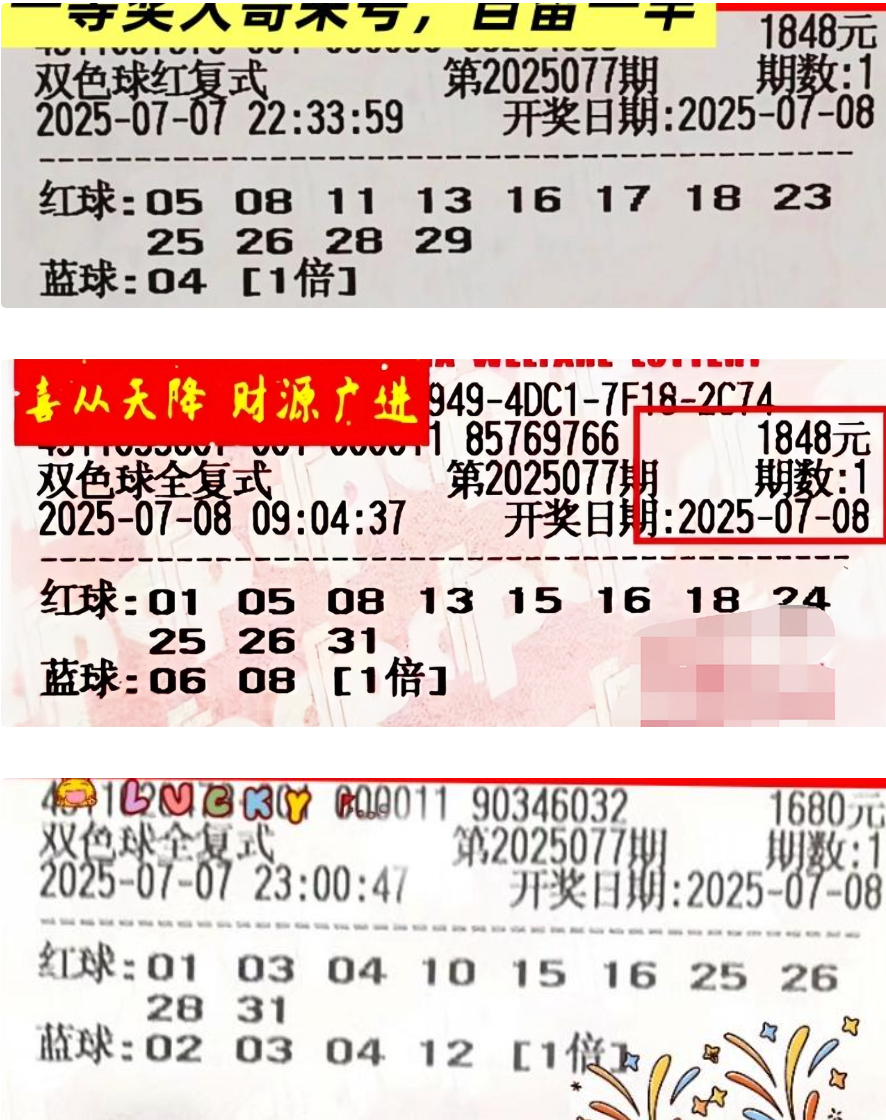 一等奖大哥来号，自留一半
1848元
双色球红复式 第2025077期 期数:1
2025-07-07 22:33:59 开奖日期:2025-07-08
红球:05 08 11 13 16 17 18 23
25 26 28 29
蓝球:04 [1倍]
喜从天降 财源广进
949-4DC1-7F18-2C74
85769766 1848元
双色球全复式 第2025077期 期数:1
2025-07-08 09:04:37 开奖日期:2025-07-08
红球:01 05 08 13 15 16 18 24
25 26 31
蓝球:06 08 [1倍]
LUCKY
000011 90346032 1680元
双色球全复式 第2025077期 期数:1
2025-07-07 23:00:47 开奖日期:2025-07-08
红球:01 03 04 10 15 16 25 26
28 31
蓝球:02 03 04 12 [1倍]